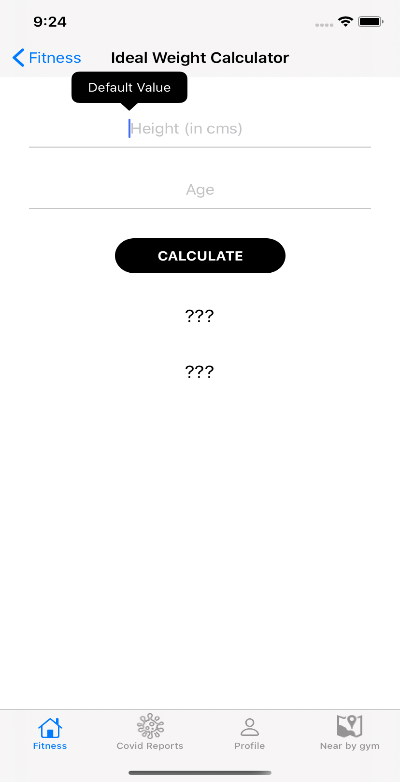 9:24
Fitness
Ideal Weight Calculator
Default Value
Height (in cms)
Age
CALCULATE
???
???
Fitness
Covid Reports
Profile
Near by gym